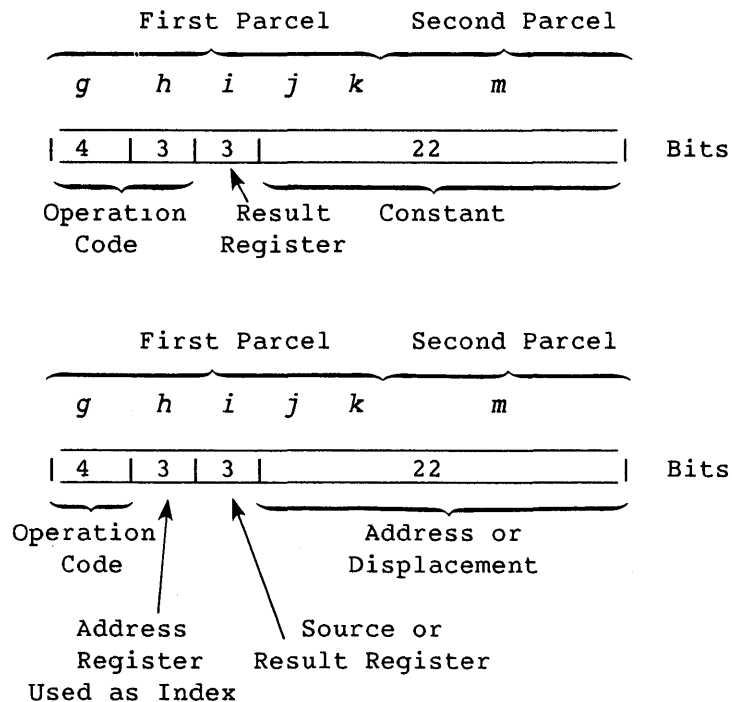 First Parcel Second Parcel
g h i j k m
| 4 | 3 | 3 | 22 | Bits
Operation Result Constant
Code Register
First Parcel Second Parcel
g h i j k m
| 4 | 3 | 3 | 22 | Bits
Operation Address or
Code Displacement
Address Source or
Register Result Register
Used as Index